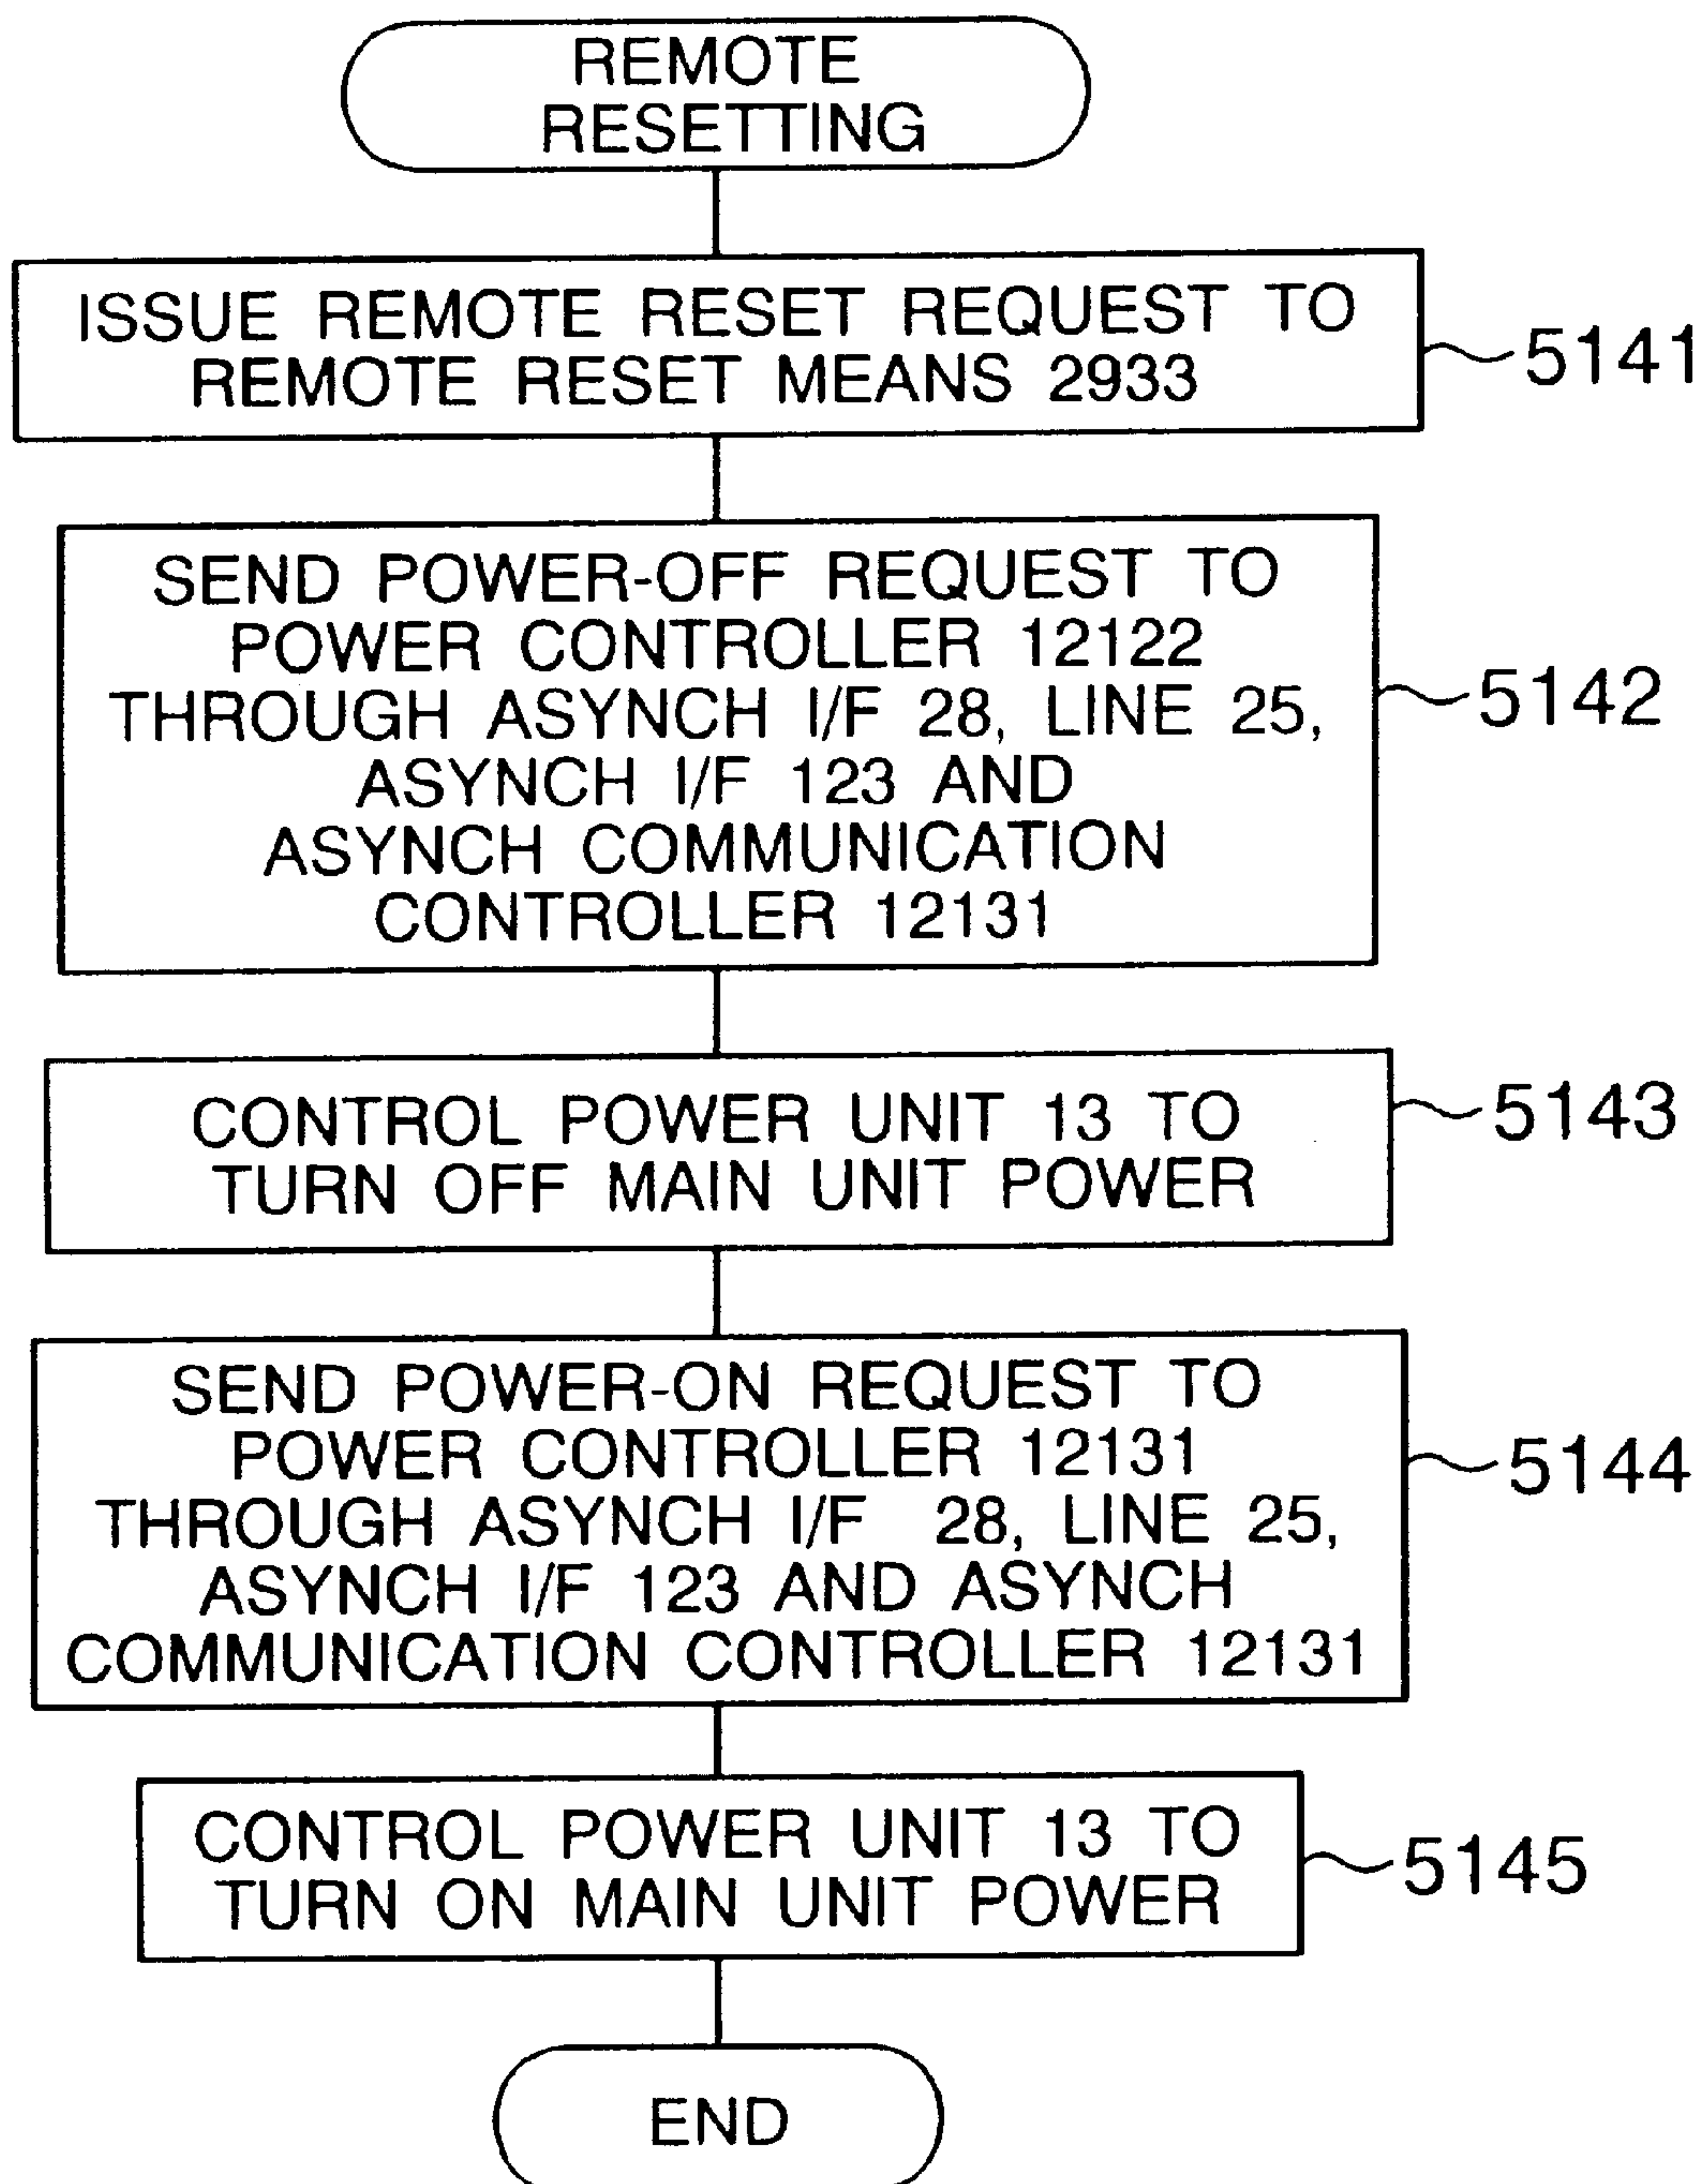 REMOTE
RESETTING
ISSUE REMOTE RESET REQUEST TO
REMOTE RESET MEANS 2933
5141
SEND POWER-OFF REQUEST TO
POWER CONTROLLER 12122
THROUGH ASYNCH I/F 28, LINE 25,
ASYNCH I/F 123 AND
ASYNCH COMMUNICATION
CONTROLLER 12131
5142
CONTROL POWER UNIT 13 TO
TURN OFF MAIN UNIT POWER
5143
SEND POWER-ON REQUEST TO
POWER CONTROLLER 12131
THROUGH ASYNCH I/F 28, LINE 25,
ASYNCH I/F 123 AND ASYNCH
COMMUNICATION CONTROLLER 12131
5144
CONTROL POWER UNIT 13 TO
TURN ON MAIN UNIT POWER
5145
END